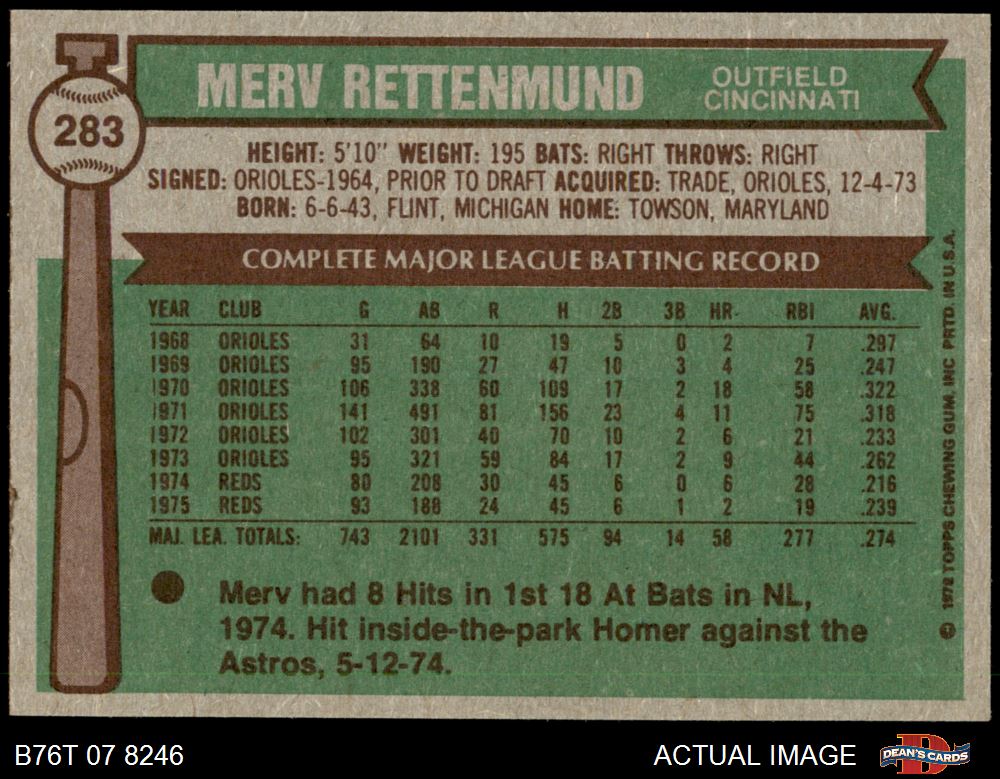 283
MERV RETTENMUND
OUTFIELD
CINCINNATI
HEIGHT: 5'10" WEIGHT: 195 BATS: RIGHT THROWS: RIGHT
SIGNED: ORIOLES-1964, PRIOR TO DRAFT ACQUIRED: TRADE, ORIOLES, 12-4-73
BORN: 6-6-43, FLINT, MICHIGAN HOME: TOWSON, MARYLAND
COMPLETE MAJOR LEAGUE BATTING RECORD
YEAR CLUB G AB R H 2B 3B HR RBI AVG.
1968 ORIOLES 31 64 10 19 5 0 2 7 .297
1969 ORIOLES 95 190 27 47 10 3 4 25 .247
1970 ORIOLES 106 338 60 109 17 2 18 58 .322
1971 ORIOLES 141 491 81 156 23 4 11 75 .318
1972 ORIOLES 102 301 40 70 10 2 6 21 .233
1973 ORIOLES 95 321 59 84 17 2 9 44 .262
1974 REDS 80 208 30 45 6 0 6 28 .216
1975 REDS 93 188 24 45 6 1 2 19 .239
MAJ. LEA. TOTALS: 743 2101 331 575 94 14 58 277 .274
Merv had 8 Hits in 1st 18 At Bats in NL,
1974. Hit inside-the-park Homer against the
Astros, 5-12-74.
TOPPS CHEWING GUM, INC PRTD. IN U.S.A.
B76T 07 8246
ACTUAL IMAGE
DEAN'S CARDS